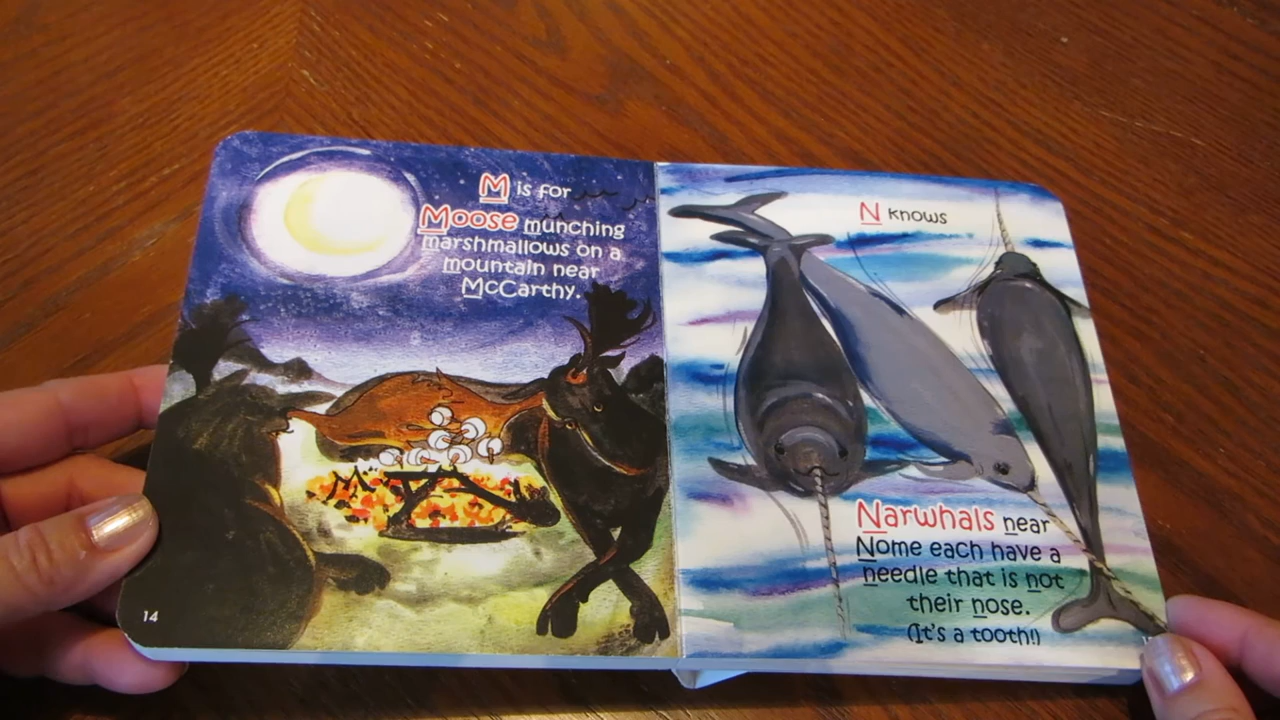 M is for
Moose munching
marshmallows on a
mountain near
McCarthy.
14
N knows
Narwhals near
Nome each have a
needle that is not
their nose.
(It's a tooth!)